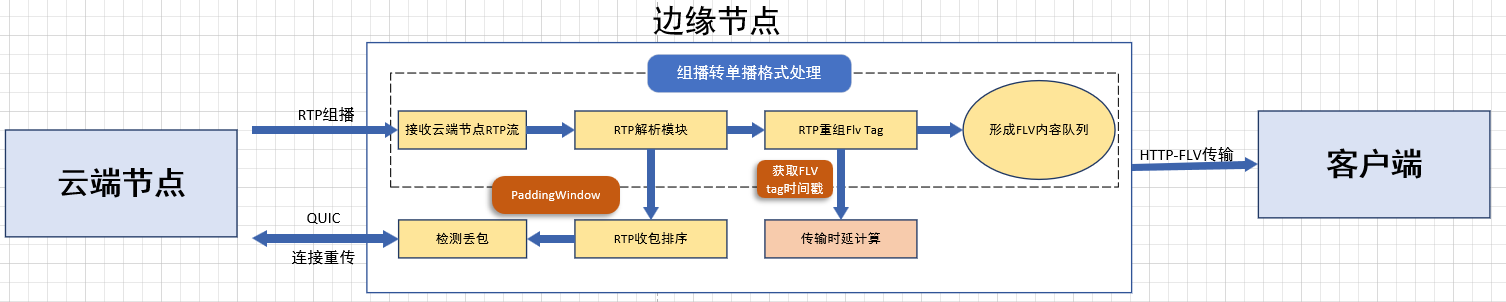 边缘节点
组播转单播格式处理
RTP组播
接收云端节点RTP流
RTP解析模块
RTP重组Flv Tag
形成FLV内容队列
云端节点
HTTP-FLV传输
客户端
PaddingWindow
获取FLV
tag时间戳
QUIC
连接重传
检测丢包
RTP收包排序
传输时延计算